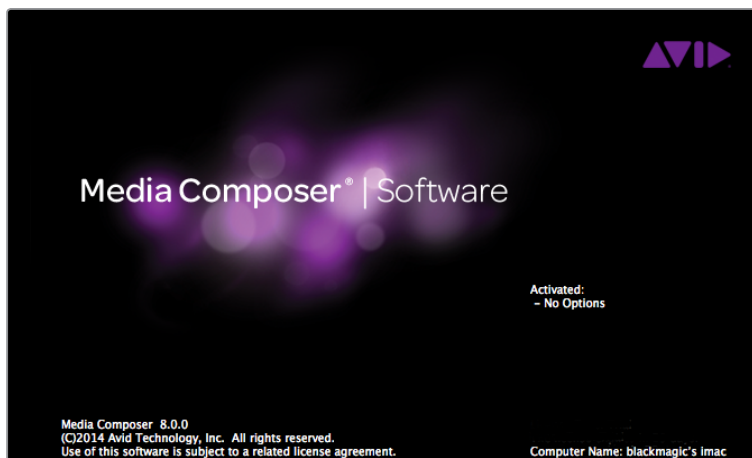 AVID
Media Composer® | Software
Activated:
– No Options
Media Composer 8.0.0
(C)2014 Avid Technology, Inc. All rights reserved.
Use of this software is subject to a related license agreement.
Computer Name: blackmagic's imac